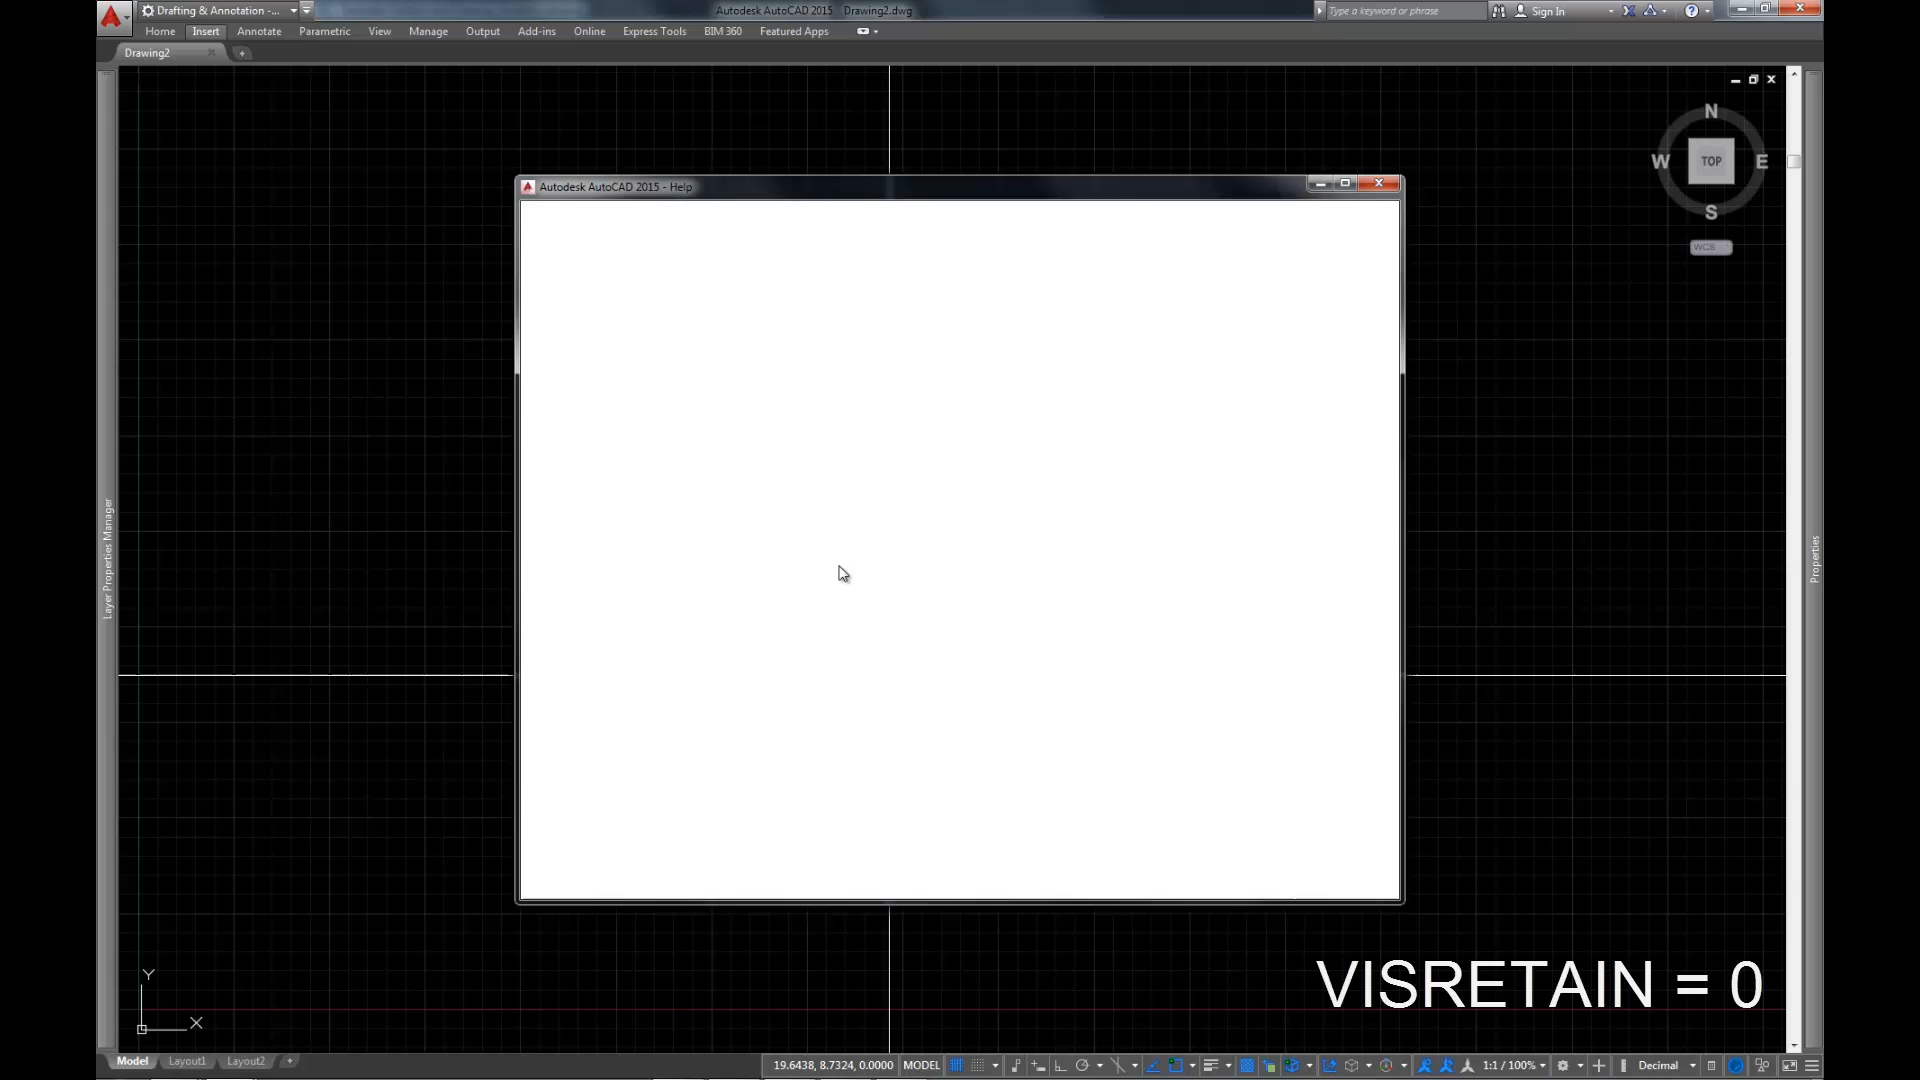 Drafting & Annotation -...
Autodesk AutoCAD 2015 Drawing2.dwg
Type a keyword or phrase
Sign In
Home Insert Annotate Parametric View Manage Output Add-ins Online Express Tools BIM 360 Featured Apps
Drawing2
N
W TOP E
S
WCS
Autodesk AutoCAD 2015 - Help
Layer Properties Manager
Properties
Y
X
VISRETAIN = 0
Model Layout1 Layout2
19.6438, 8.7324, 0.0000 MODEL 1:1 / 100% Decimal